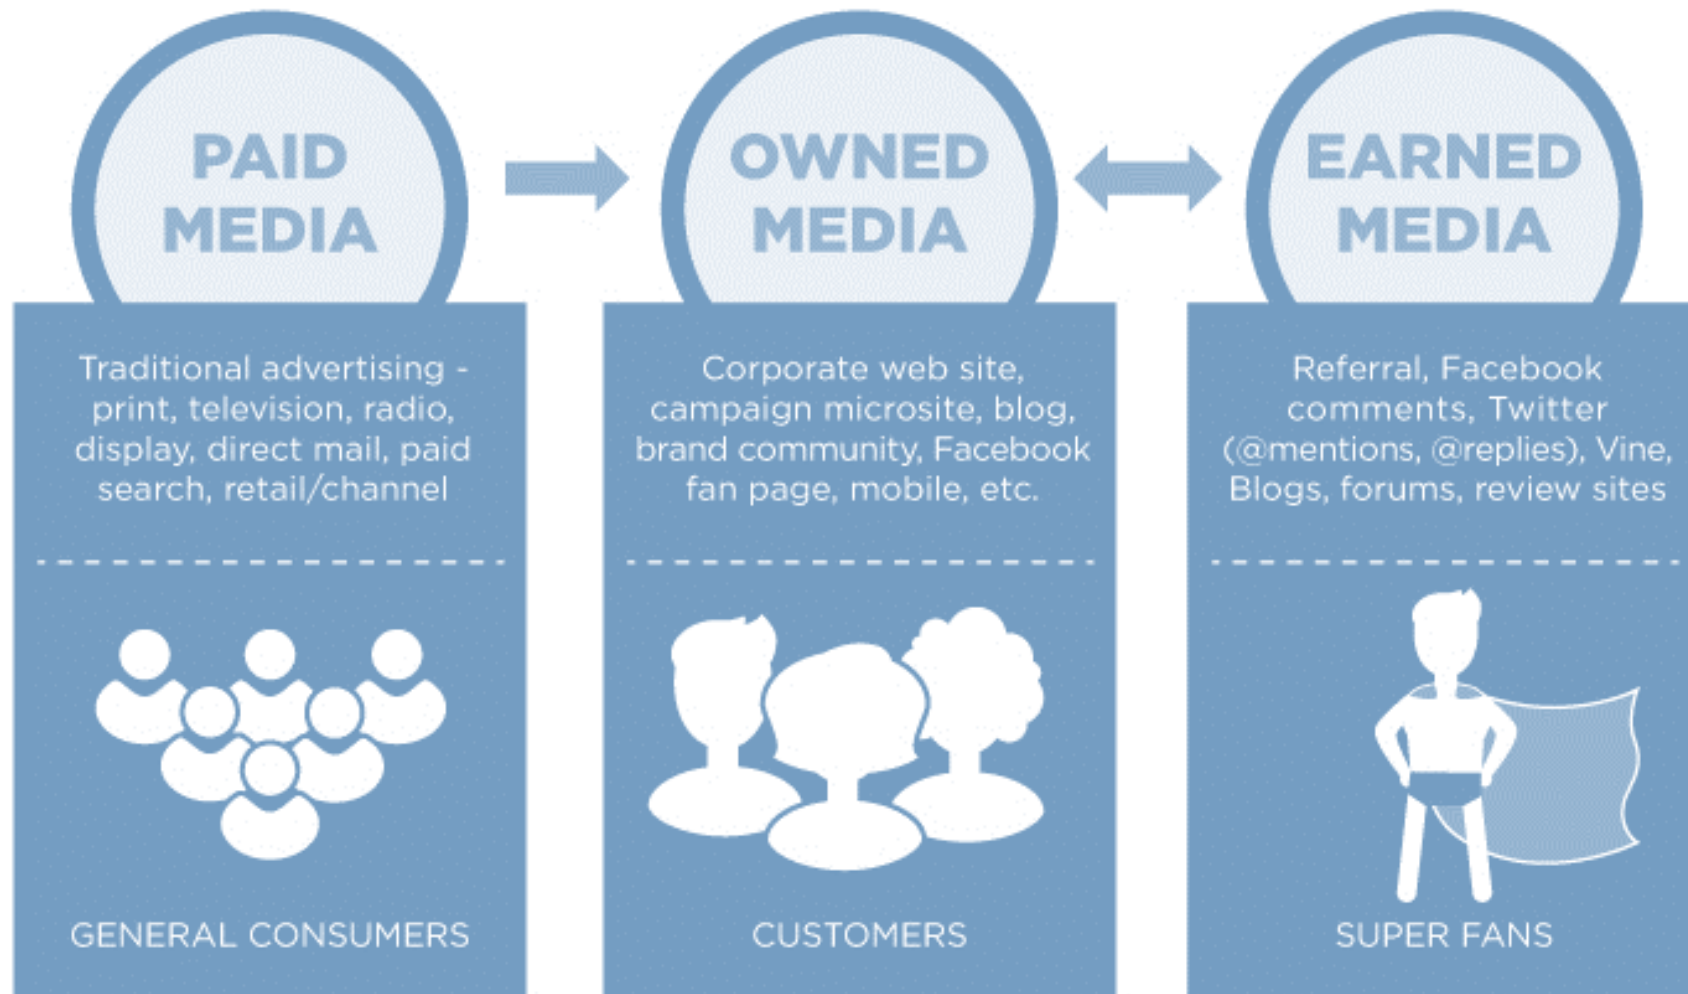 PAID
MEDIA
Traditional advertising -
print, television, radio,
display, direct mail, paid
search, retail/channel
GENERAL CONSUMERS
OWNED
MEDIA
Corporate web site,
campaign microsite, blog,
brand community, Facebook
fan page, mobile, etc.
CUSTOMERS
EARNED
MEDIA
Referral, Facebook
comments, Twitter
(@mentions, @replies), Vine,
Blogs, forums, review sites
SUPER FANS